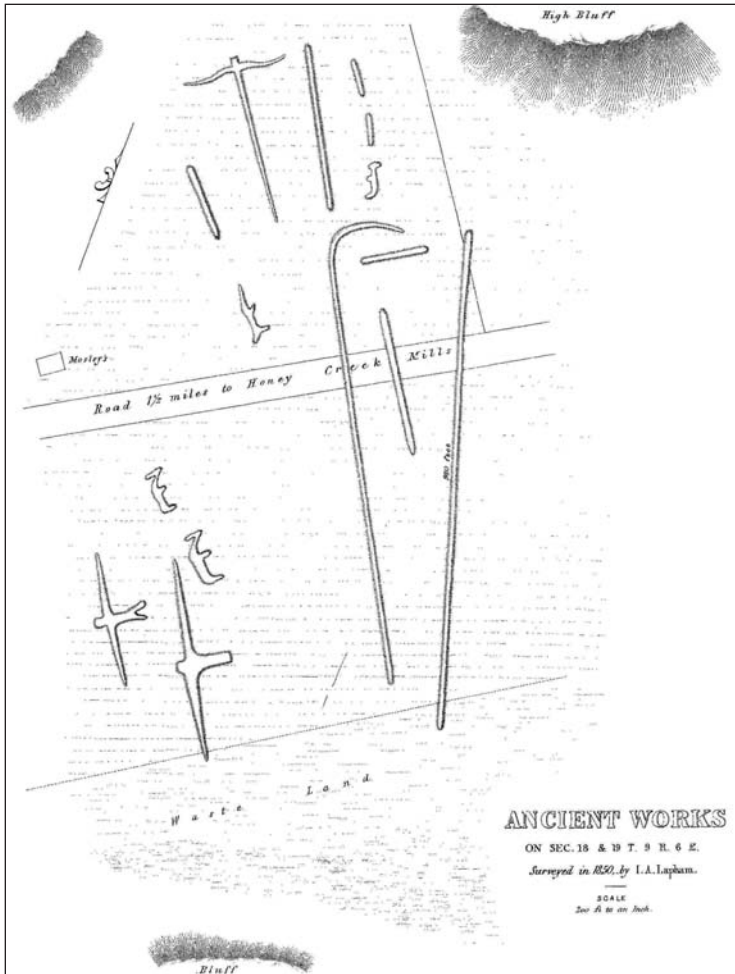 High Bluff
Mosley's
Road 1½ miles to Honey Creek Mills
Waste Land
ANCIENT WORKS
ON SEC. 18 & 19 T. 9 R. 6 E.
Surveyed in 1850, by I. A. Lapham.
SCALE
200 ft to an Inch.
Bluff